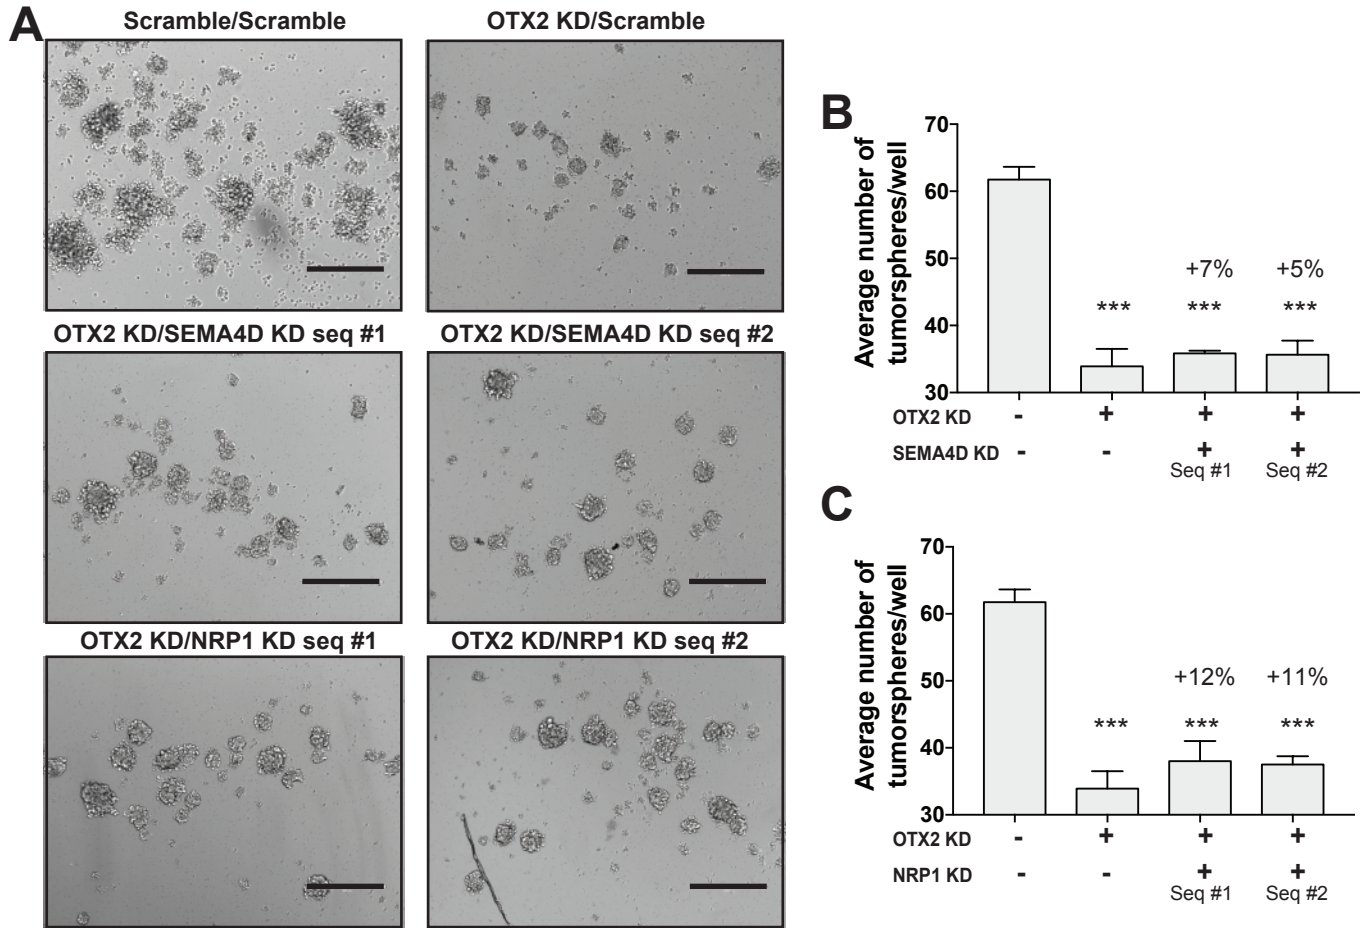 A
Scramble/Scramble
OTX2 KD/Scramble
OTX2 KD/SEMA4D KD seq #1
OTX2 KD/SEMA4D KD seq #2
OTX2 KD/NRP1 KD seq #1
OTX2 KD/NRP1 KD seq #2
B
Average number of
tumorspheres/well
70
60
50
40
30
+7%
+5%
*** *** ***
OTX2 KD - + + +
SEMA4D KD - - + +
Seq #1 Seq #2
C
Average number of
tumorspheres/well
70
60
50
40
30
+12%
+11%
*** *** ***
OTX2 KD - + + +
NRP1 KD - - + +
Seq #1 Seq #2